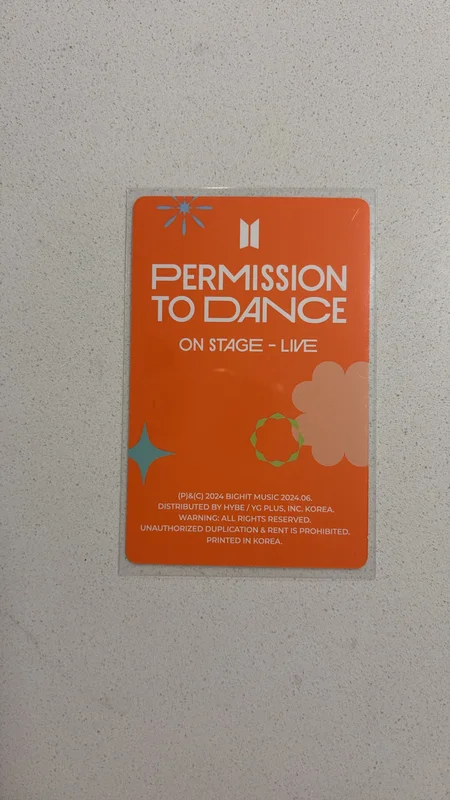 PERMISSION
TO DANCE
ON STAGE - LIVE
(P)&(C) 2024 BIGHIT MUSIC 2024.06.
DISTRIBUTED BY HYBE / YG PLUS, INC. KOREA.
WARNING: ALL RIGHTS RESERVED.
UNAUTHORIZED DUPLICATION & RENT IS PROHIBITED.
PRINTED IN KOREA.